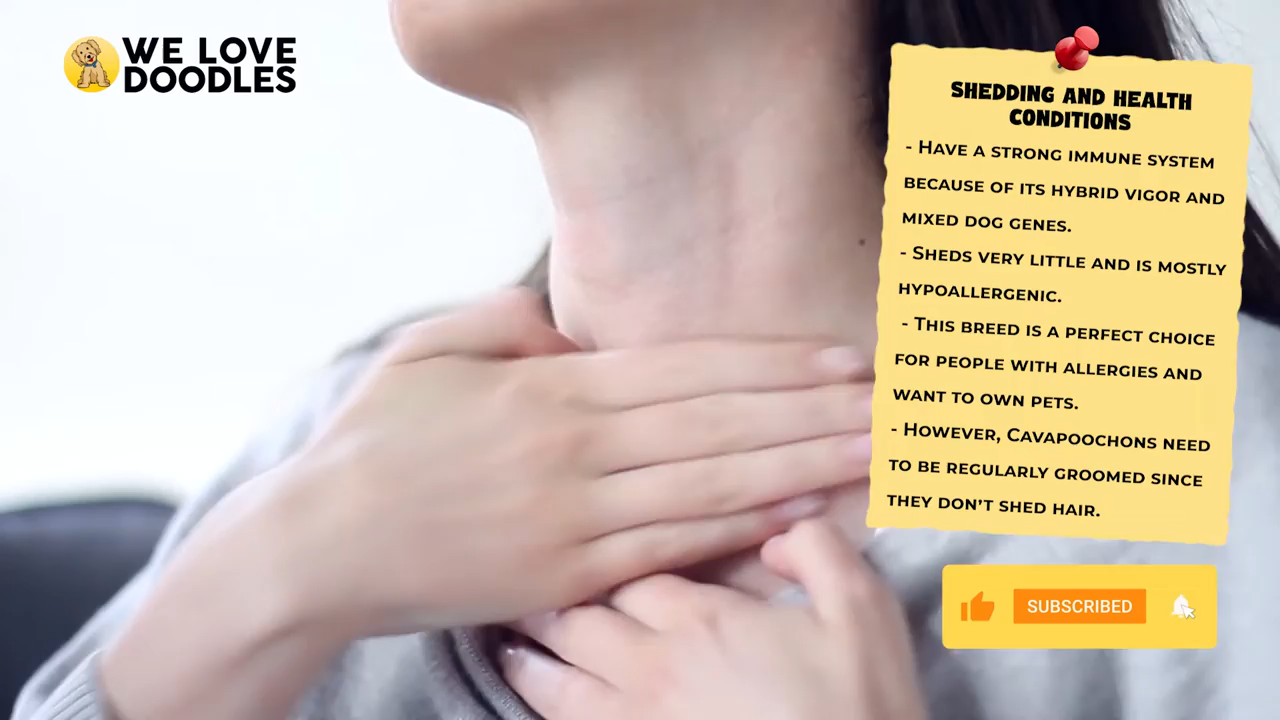 WE LOVE
DOODLES
SHEDDING AND HEALTH
CONDITIONS
- HAVE A STRONG IMMUNE SYSTEM
BECAUSE OF ITS HYBRID VIGOR AND
MIXED DOG GENES.
- SHEDS VERY LITTLE AND IS MOSTLY
HYPOALLERGENIC.
- THIS BREED IS A PERFECT CHOICE
FOR PEOPLE WITH ALLERGIES AND
WANT TO OWN PETS.
- HOWEVER, CAVAPOOCHONS NEED
TO BE REGULARLY GROOMED SINCE
THEY DON'T SHED HAIR.
SUBSCRIBED